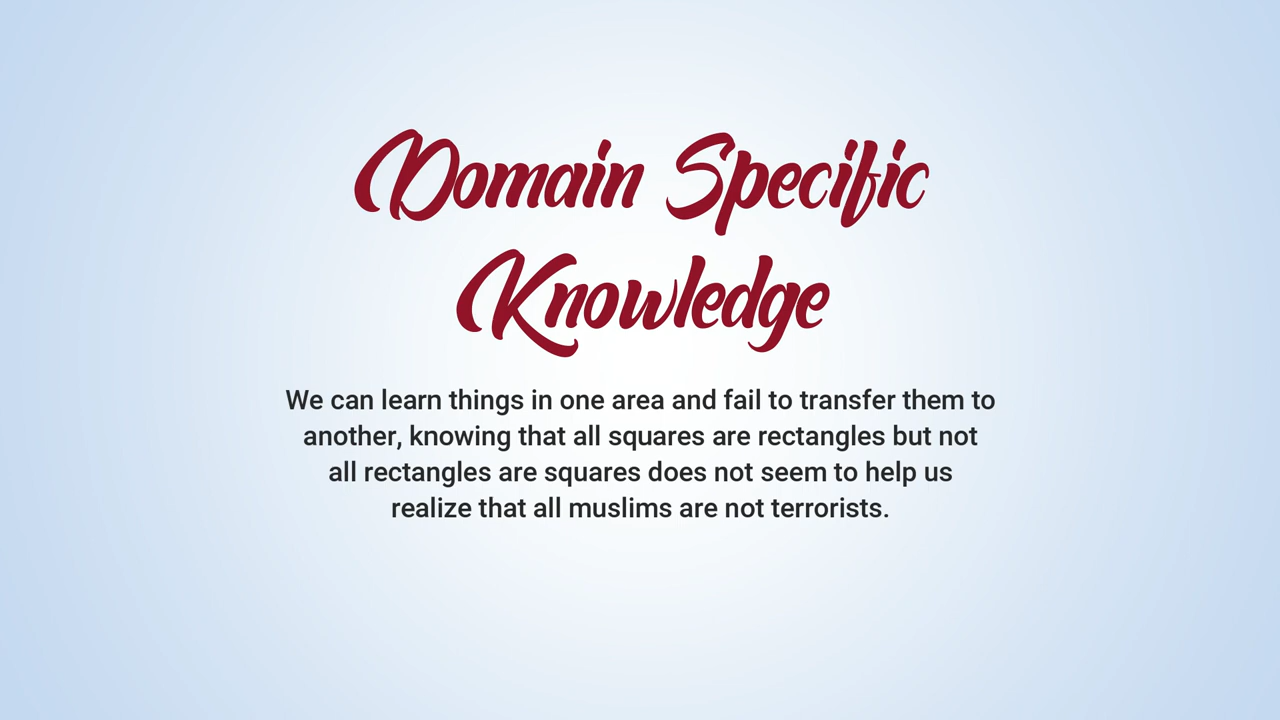 Domain Specific
Knowledge
We can learn things in one area and fail to transfer them to
another, knowing that all squares are rectangles but not
all rectangles are squares does not seem to help us
realize that all muslims are not terrorists.